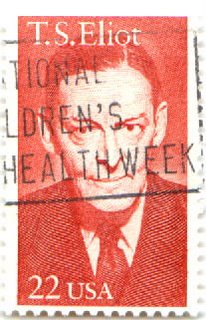 T.S.Eliot
TIONAL
LDREN'S
HEALTH WEEK
22 USA